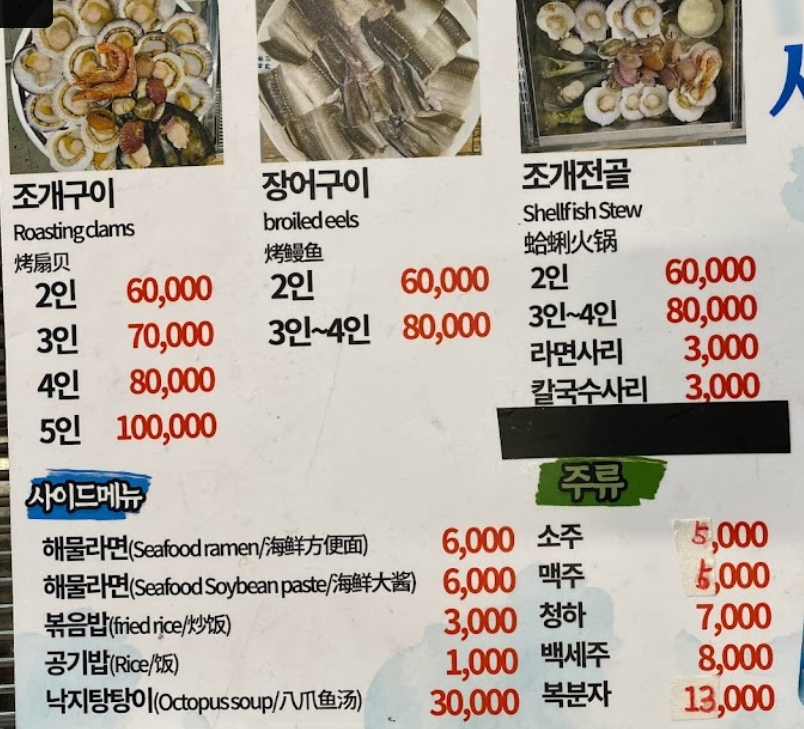 조개구이
Roasting clams
烤扇贝
2인 60,000
3인 70,000
4인 80,000
5인 100,000
장어구이
broiled eels
烤鳗鱼
2인 60,000
3인~4인 80,000
조개전골
Shellfish Stew
蛤蜊火锅
2인 60,000
3인~4인 80,000
라면사리 3,000
칼국수사리 3,000
사이드메뉴
해물라면(Seafood ramen/海鲜方便面) 6,000
해물라면(Seafood Soybean paste/海鲜大酱) 6,000
볶음밥(fried rice/炒饭) 3,000
공기밥(Rice/饭) 1,000
낙지탕탕이(Octopus soup/八爪鱼汤) 30,000
주류
소주 5,000
맥주 5,000
청하 7,000
백세주 8,000
복분자 13,000